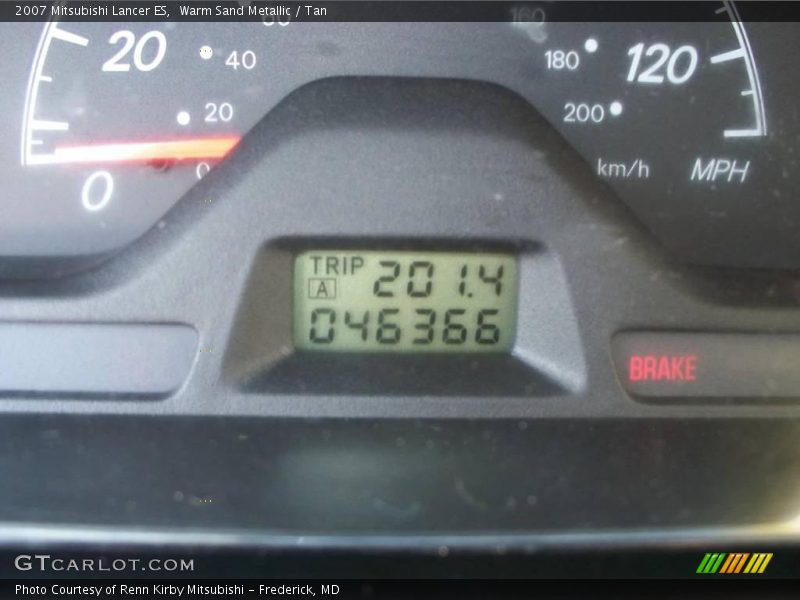 2007 Mitsubishi Lancer ES,  Warm Sand Metallic / Tan
160
20
40
180
120
20
200
0
0
km/h
MPH
TRIP
A
201.4
046366
BRAKE
GTCARLOT.COM
Photo Courtesy of Renn Kirby Mitsubishi - Frederick, MD